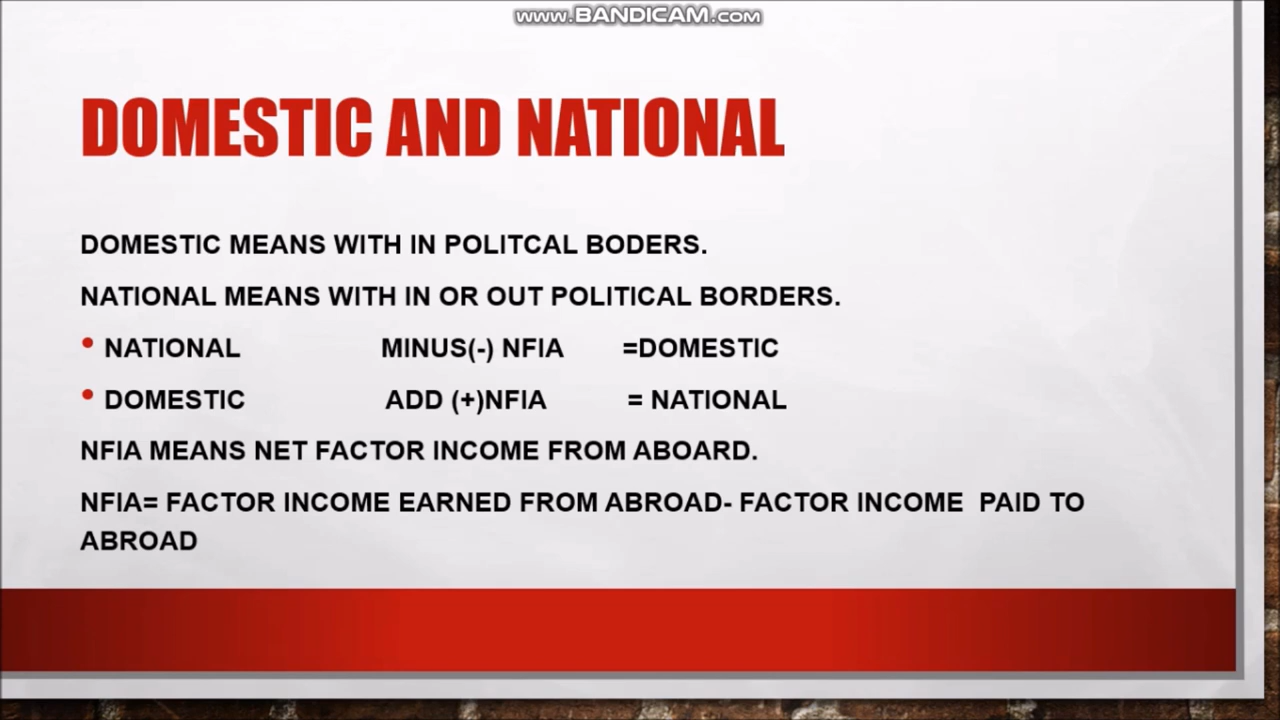 www.BANDICAM.com
DOMESTIC AND NATIONAL
DOMESTIC MEANS WITH IN POLITCAL BODERS.
NATIONAL MEANS WITH IN OR OUT POLITICAL BORDERS.
• NATIONAL MINUS(-) NFIA =DOMESTIC
• DOMESTIC ADD (+)NFIA = NATIONAL
NFIA MEANS NET FACTOR INCOME FROM ABOARD.
NFIA= FACTOR INCOME EARNED FROM ABROAD- FACTOR INCOME PAID TO
ABROAD